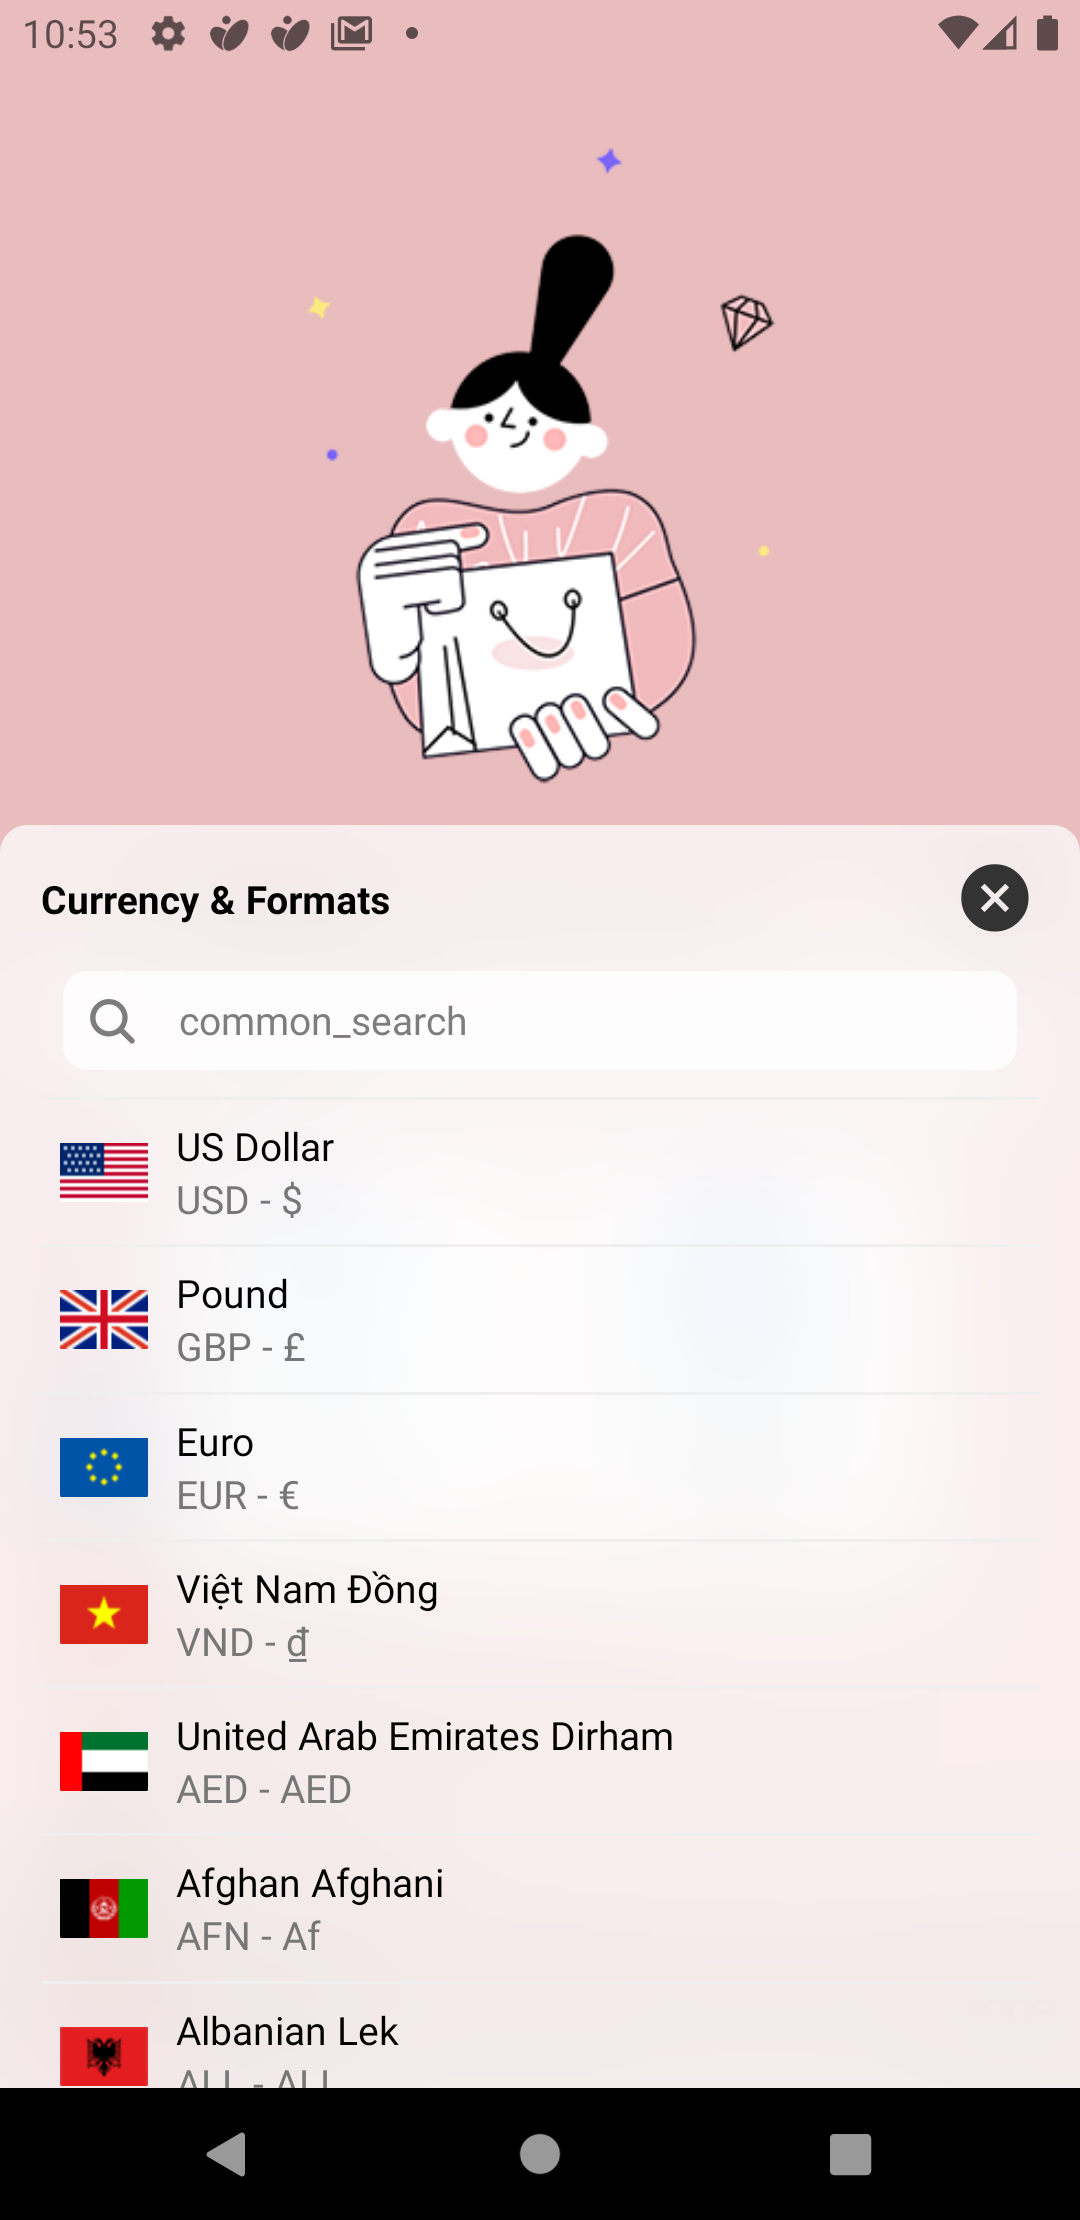 10:53
Currency & Formats
common_search
US Dollar
USD - $
Pound
GBP - £
Euro
EUR - €
Việt Nam Đồng
VND - ₫
United Arab Emirates Dirham
AED - AED
Afghan Afghani
AFN - Af
Albanian Lek